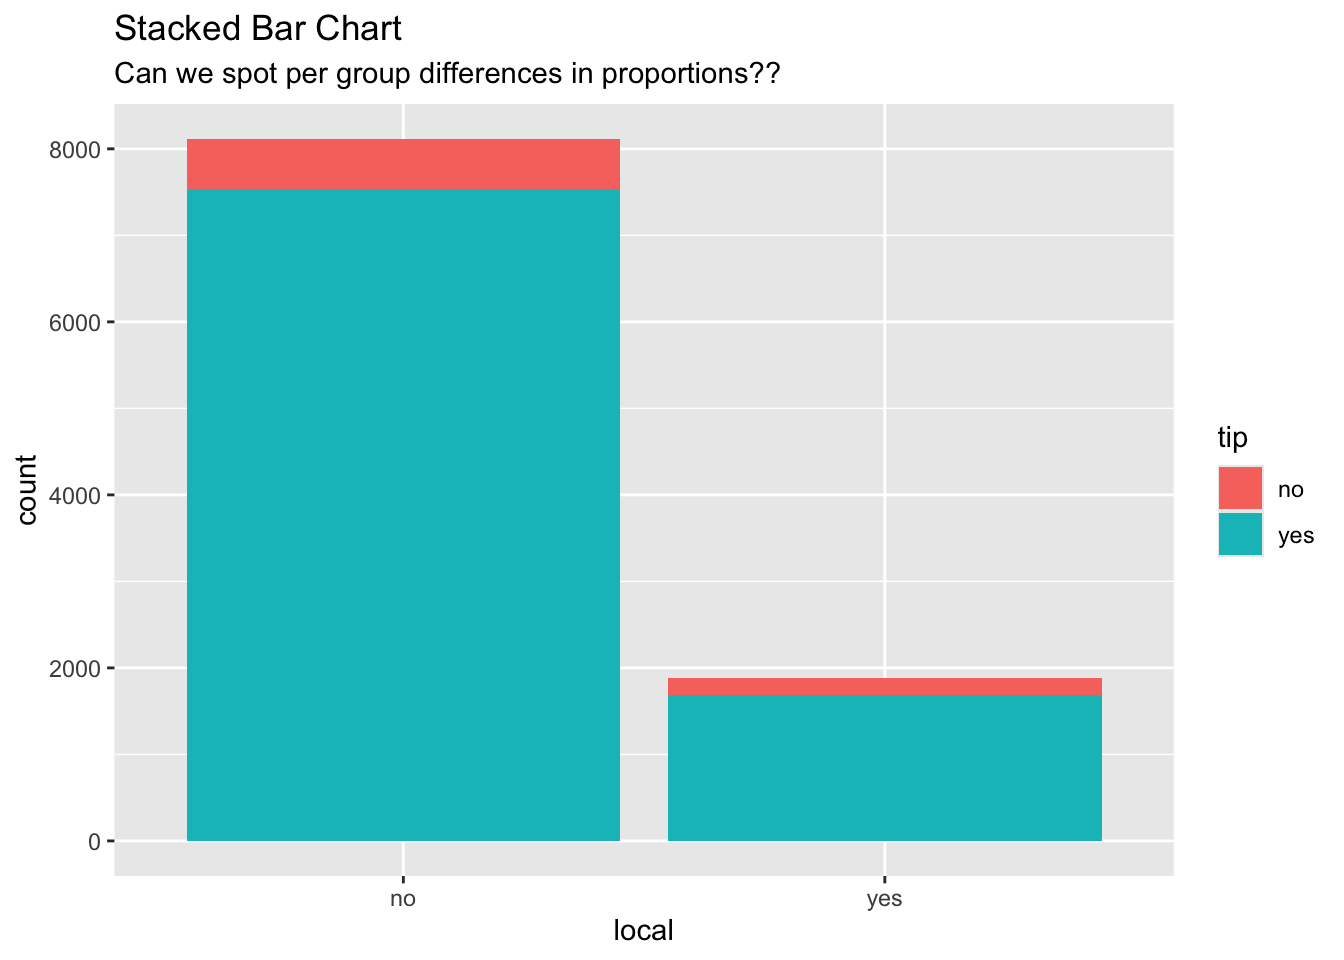 Stacked Bar Chart
Can we spot per group differences in proportions??
8000
6000
4000
2000
0
count
no
yes
local
tip
no
yes